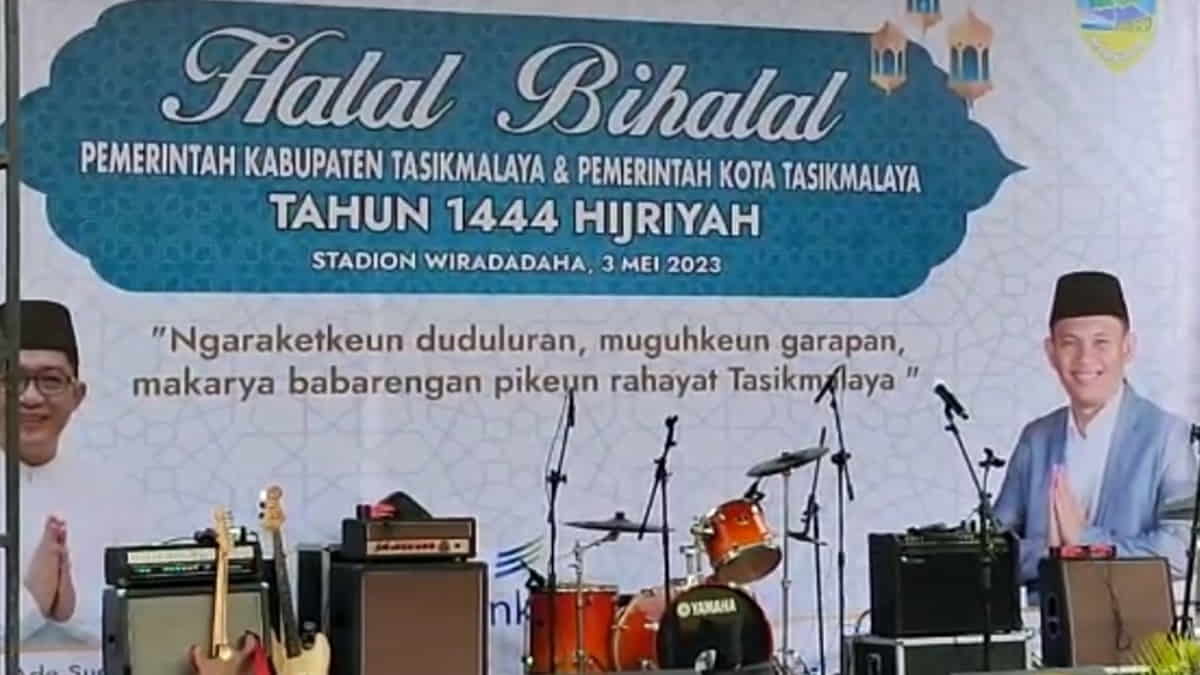 Halal Bihalal
PEMERINTAH KABUPATEN TASIKMALAYA & PEMERINTAH KOTA TASIKMALAYA
TAHUN 1444 HIJRIYAH
STADION WIRADADAHA, 3 MEI 2023
"Ngaraketkeun duduluran, muguhkeun garapan,
makarya babarengan pikeun rahayat Tasikmalaya "
YAMAHA